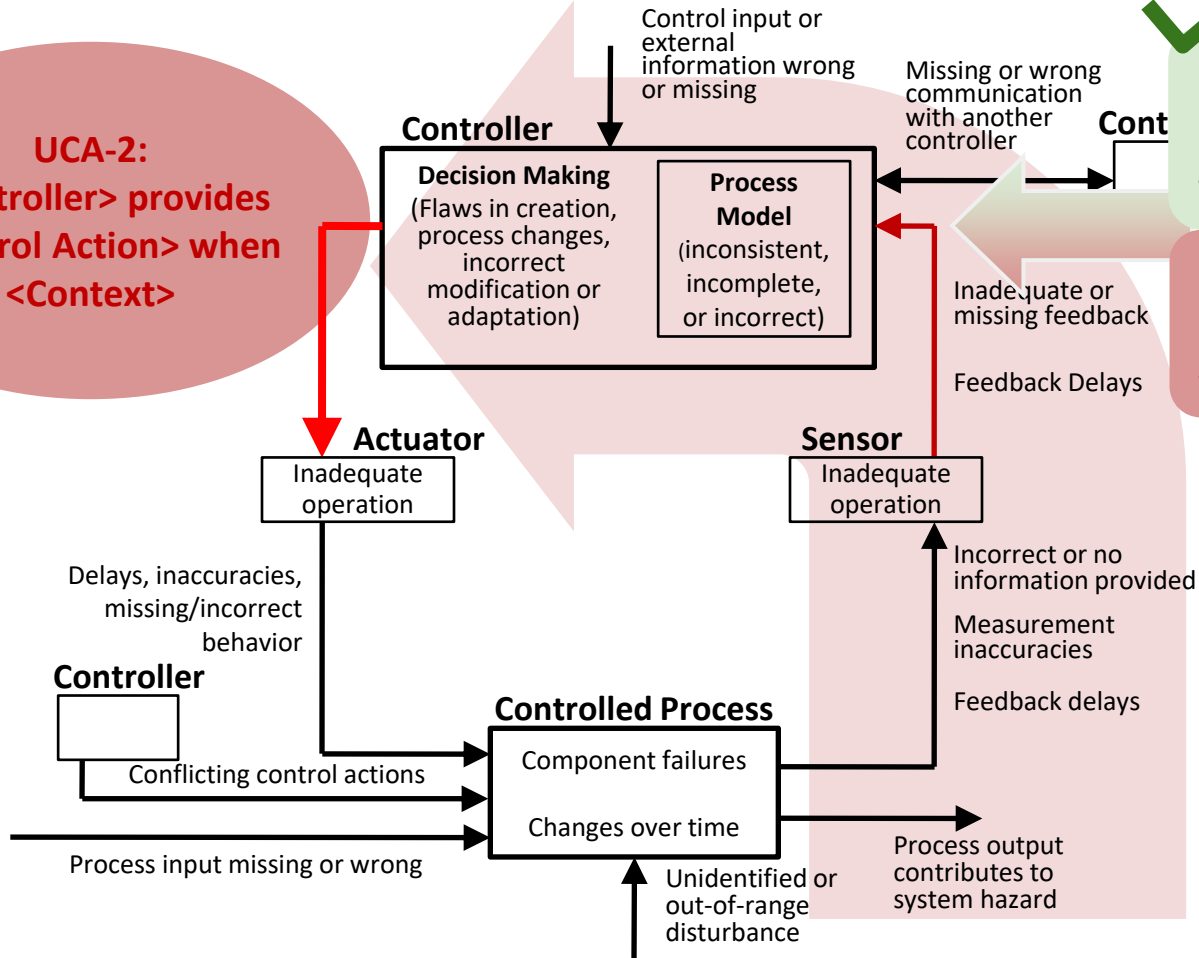 Control input or
external
information wrong
or missing
Missing or wrong
communication
with another
controller
Cont
UCA-2:
troller> provides
rol Action> when
<Context>
Controller
Decision Making
(Flaws in creation,
process changes,
incorrect
modification or
adaptation)
Process
Model
(inconsistent,
incomplete,
or incorrect)
Inadequate or
missing feedback
Feedback Delays
Actuator
Inadequate
operation
Sensor
Inadequate
operation
Delays, inaccuracies,
missing/incorrect
behavior
Incorrect or no
information provided
Measurement
inaccuracies
Feedback delays
Controller
Conflicting control actions
Process input missing or wrong
Controlled Process
Component failures
Changes over time
Process output
contributes to
system hazard
Unidentified or
out-of-range
disturbance